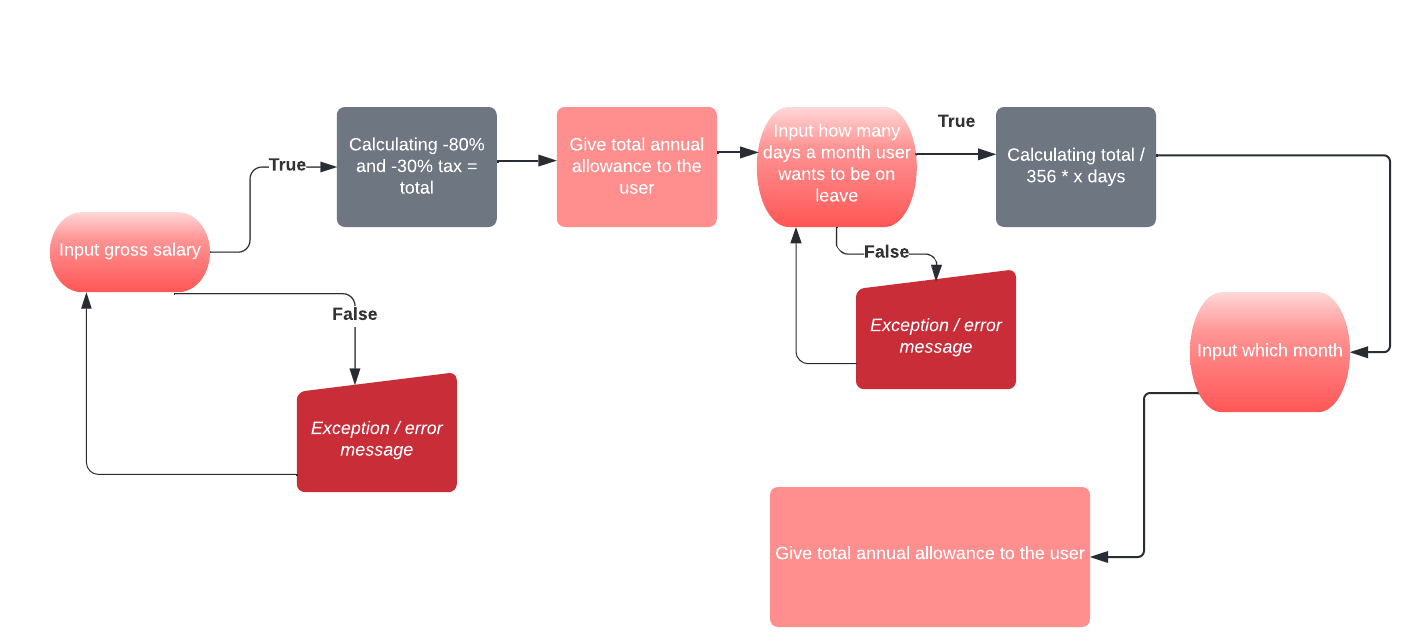 Input gross salary
True
Calculating -80%
and -30% tax =
total
Give total annual
allowance to the
user
Input how many
days a month user
wants to be on
leave
True
Calculating total /
356 * x days
False
Exception / error
message
False
Exception / error
message
Input which month
Give total annual allowance to the user